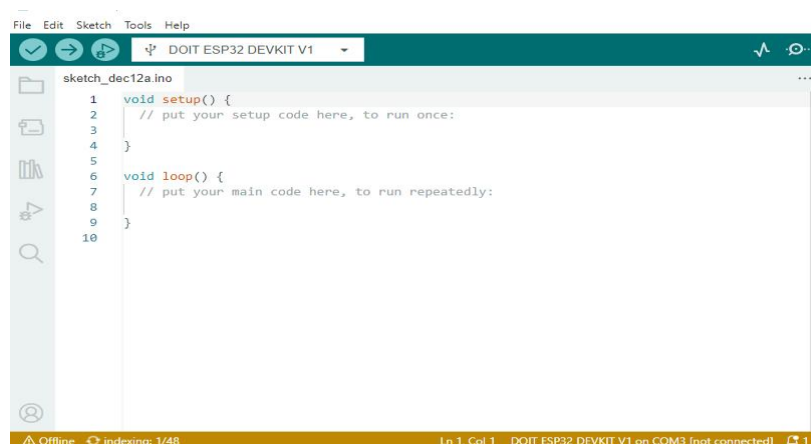 File Edit Sketch Tools Help
DOIT ESP32 DEVKIT V1
sketch_dec12a.ino
1 void setup() {
2 // put your setup code here, to run once:
3
4 }
5
6 void loop() {
7 // put your main code here, to run repeatedly:
8
9 }
10
Offline indexing: 1/48 Ln 1, Col 1 DOIT ESP32 DEVKIT V1 on COM3 [not connected] 1